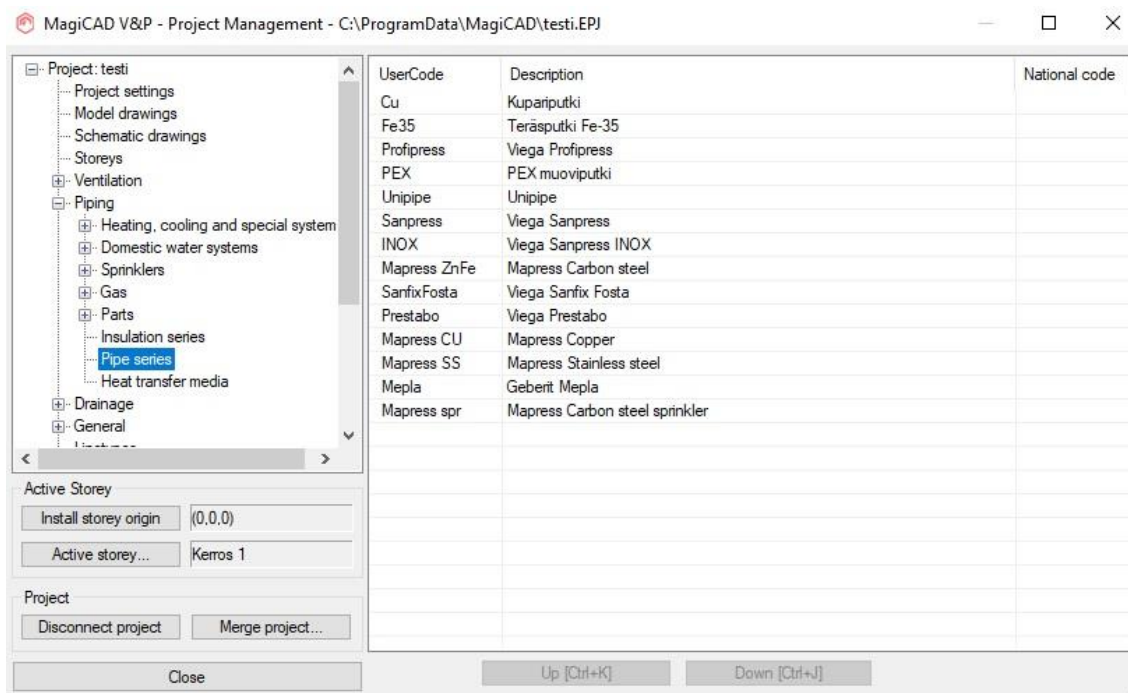 MagiCAD V&P - Project Management - C:\ProgramData\MagiCAD\testi.EPJ
Project: testi
Project settings
Model drawings
Schematic drawings
Storeys
Ventilation
Piping
Heating, cooling and special system
Domestic water systems
Sprinklers
Gas
Parts
Insulation series
Pipe series
Heat transfer media
Drainage
General
Active Storey
Install storey origin (0,0,0)
Active storey... Kerros 1
Project
Disconnect project Merge project...
Close
UserCode Description National code
Cu Kupariputki
Fe35 Teräsputki Fe-35
Profipress Viega Profipress
PEX PEX muoviputki
Unipipe Unipipe
Sanpress Viega Sanpress
INOX Viega Sanpress INOX
Mapress ZnFe Mapress Carbon steel
SanfixFosta Viega Sanfix Fosta
Prestabo Viega Prestabo
Mapress CU Mapress Copper
Mapress SS Mapress Stainless steel
Mepla Geberit Mepla
Mapress spr Mapress Carbon steel sprinkler
Up [Ctrl+K] Down [Ctrl+J]